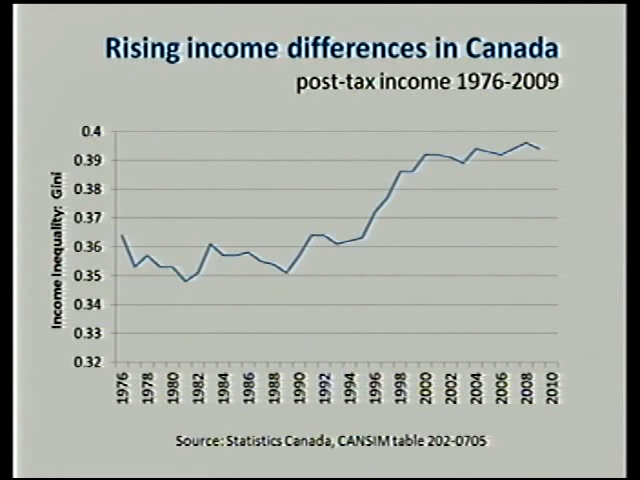 Rising income differences in Canada
post-tax income 1976-2009
0.4
0.39
0.38
0.37
0.36
0.35
0.34
0.33
0.32
Income Inequality: Gini
1976 1978 1980 1982 1984 1986 1988 1990 1992 1994 1996 1998 2000 2002 2004 2006 2008 2010
Source: Statistics Canada, CANSIM table 202-0705